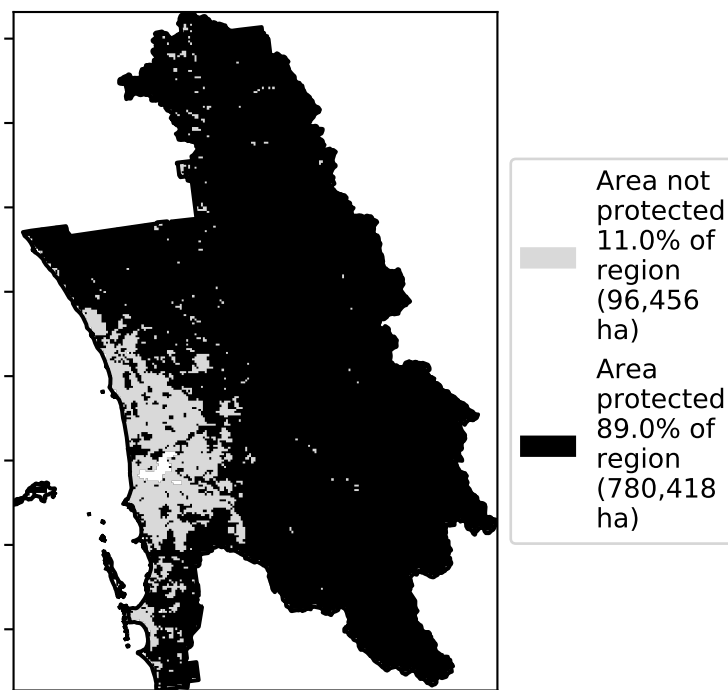 Area not
protected
11.0% of
region
(96,456
ha)
Area
protected
89.0% of
region
(780,418
ha)